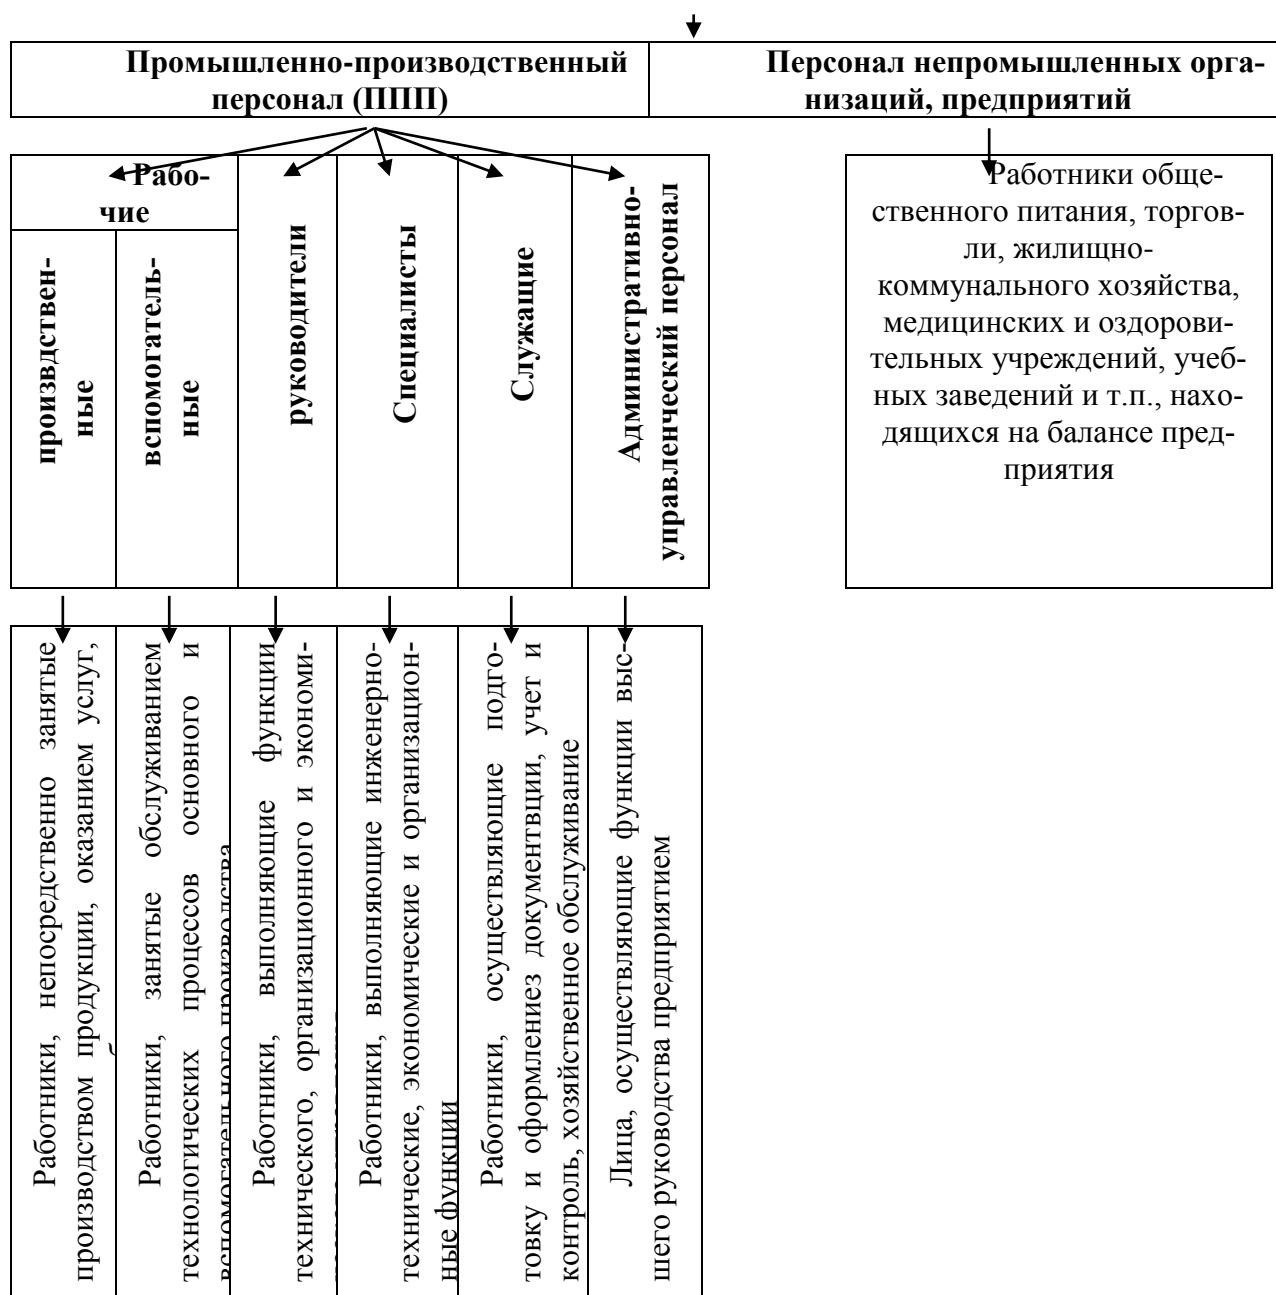 Промышленно-производственный
персонал (ППП)
Персонал непромышленных орга-
низаций, предприятий
Рабо-
чие
произвдствен-
ные
вспомогатель-
ные
руководители
Специалисты
Служащие
Административно-
управленческий персонал
Работники обще-
ственного питания, торгов-
ли, жилищно-
коммунального хозяйства,
медицинских и оздорови-
тельных учреждений, учеб-
ных заведений и т.п., нахо-
дящихся на балансе пред-
приятия
Работники, непосредственно занятые
производством продукции, оказанием услуг,
Работники, занятые обслуживанием
технологических процессов основного и
вспомогательного производства
Работники, выполняющие функции
технического, организационного и экономи-
Работники, выполняющие инженерно-
технические, экономические и организацион-
ные функции
Работники, осуществляющие подго-
товку и оформлениез документвции, учет и
контроль, хозяйственное обслуживание
Лица, осуществляющие функции выс-
шего руководства предприятием